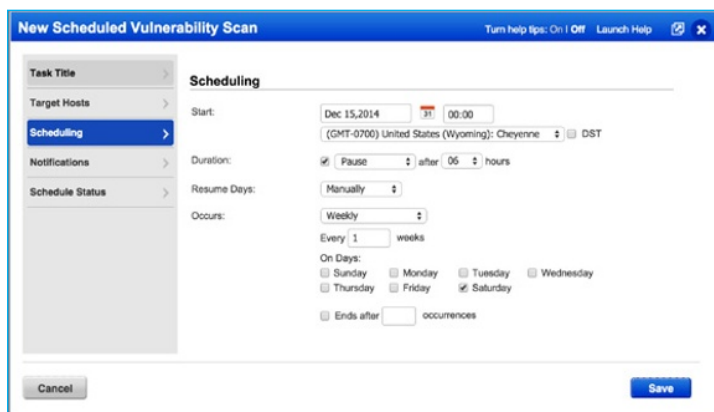 New Scheduled Vulnerability Scan
Turn help tips: On | Off Launch Help
Task Title
Target Hosts
Scheduling
Notifications
Schedule Status
Scheduling
Start: Dec 15,2014 31 00:00
(GMT-0700) United States (Wyoming): Cheyenne DST
Duration: Pause after 06 hours
Resume Days: Manually
Occurs: Weekly
Every 1 weeks
On Days:
Sunday Monday Tuesday Wednesday
Thursday Friday Saturday
Ends after occurrences
Cancel Save